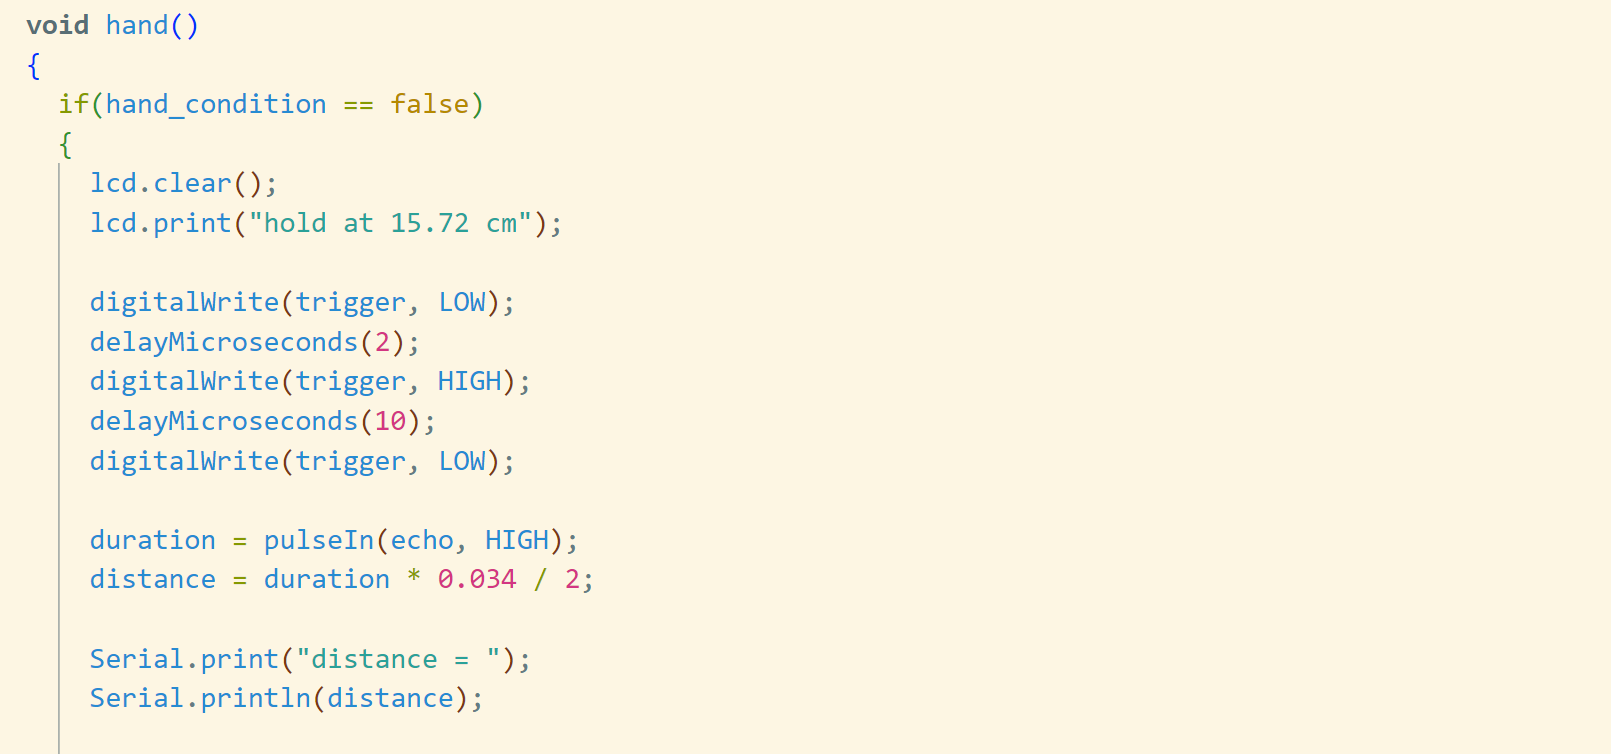 void hand()
{
if(hand_condition == false)
{
lcd.clear();
lcd.print("hold at 15.72 cm");
digitalWrite(trigger, LOW);
delayMicroseconds(2);
digitalWrite(trigger, HIGH);
delayMicroseconds(10);
digitalWrite(trigger, LOW);
duration = pulseIn(echo, HIGH);
distance = duration * 0.034 / 2;
Serial.print("distance = ");
Serial.println(distance);